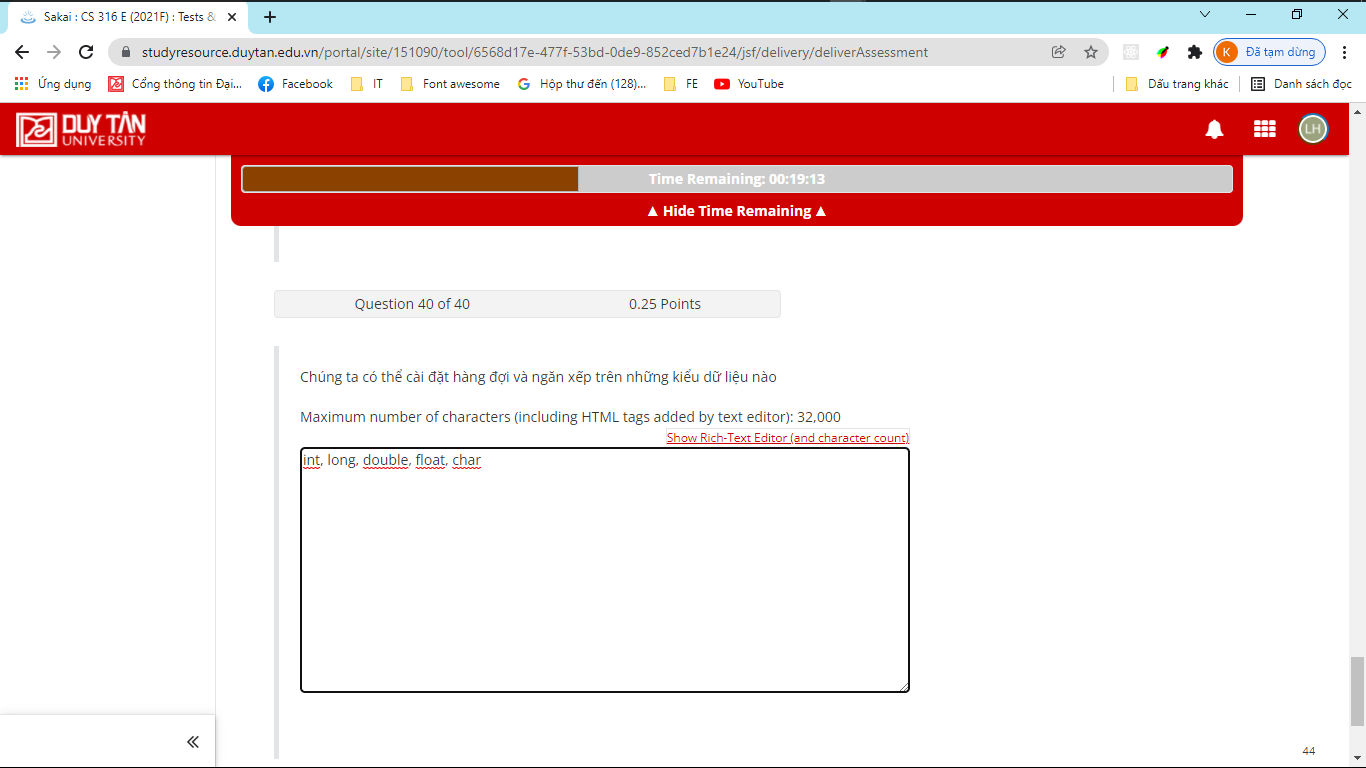 Sakai : CS 316 E (2021F) : Tests &
studyresource.duytan.edu.vn/portal/site/151090/tool/6568d17e-477f-53bd-0de9-852ced7b1e24/jsf/delivery/deliverAssessment
K Đã tạm dừng
Ứng dụng Cổng thông tin Đại... Facebook IT Font awesome Hộp thư đến (128)... FE YouTube Dấu trang khác Danh sách đọc
DUY TÂN
UNIVERSITY
LH
Time Remaining: 00:19:13
▲ Hide Time Remaining ▲
Question 40 of 40 0.25 Points
Chúng ta có thể cài đặt hàng đợi và ngăn xếp trên những kiểu dữ liệu nào
Maximum number of characters (including HTML tags added by text editor): 32,000
Show Rich-Text Editor (and character count)
int, long, double, float, char
44